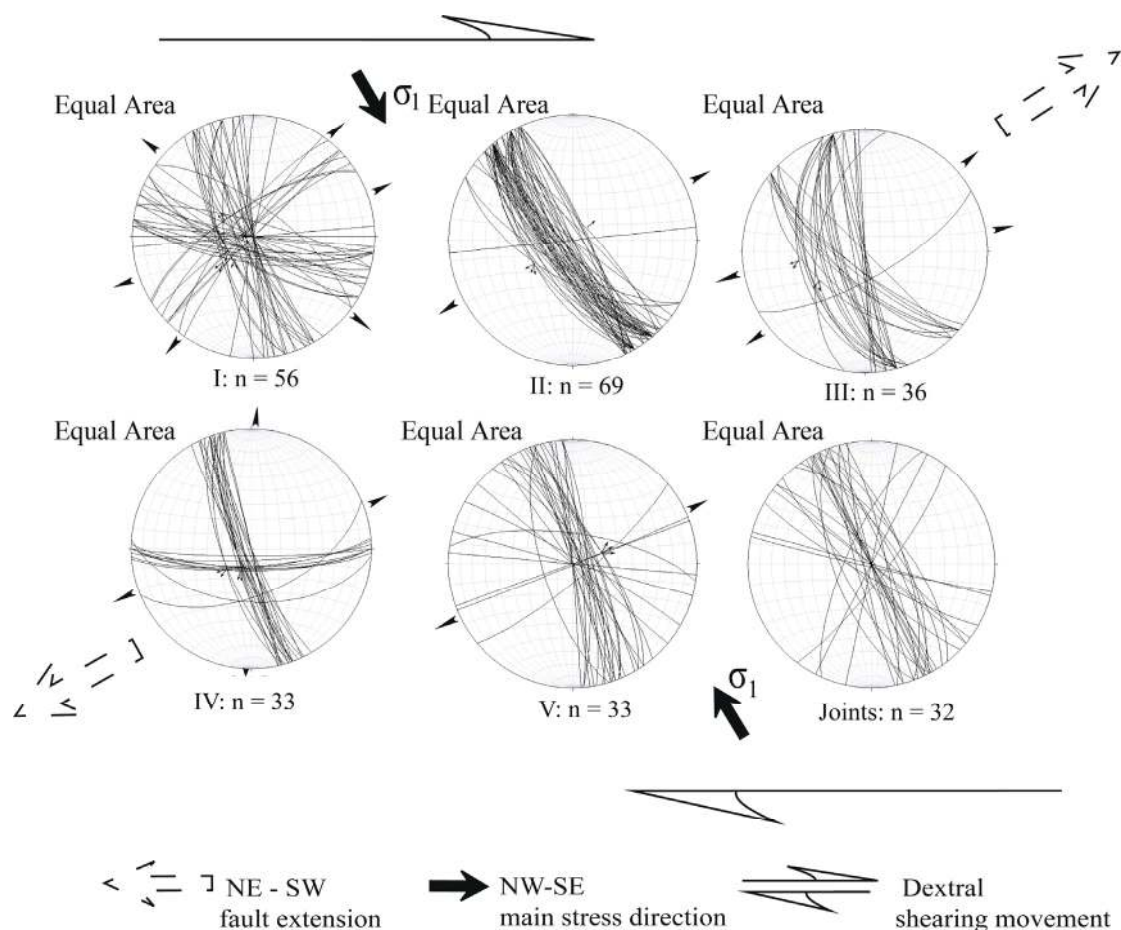 σ1
Equal Area
Equal Area
Equal Area
I: n = 56
II: n = 69
III: n = 36
Equal Area
Equal Area
Equal Area
IV: n = 33
V: n = 33
σ1
Joints: n = 32
NE - SW
fault extension
NW-SE
main stress direction
Dextral
shearing movement